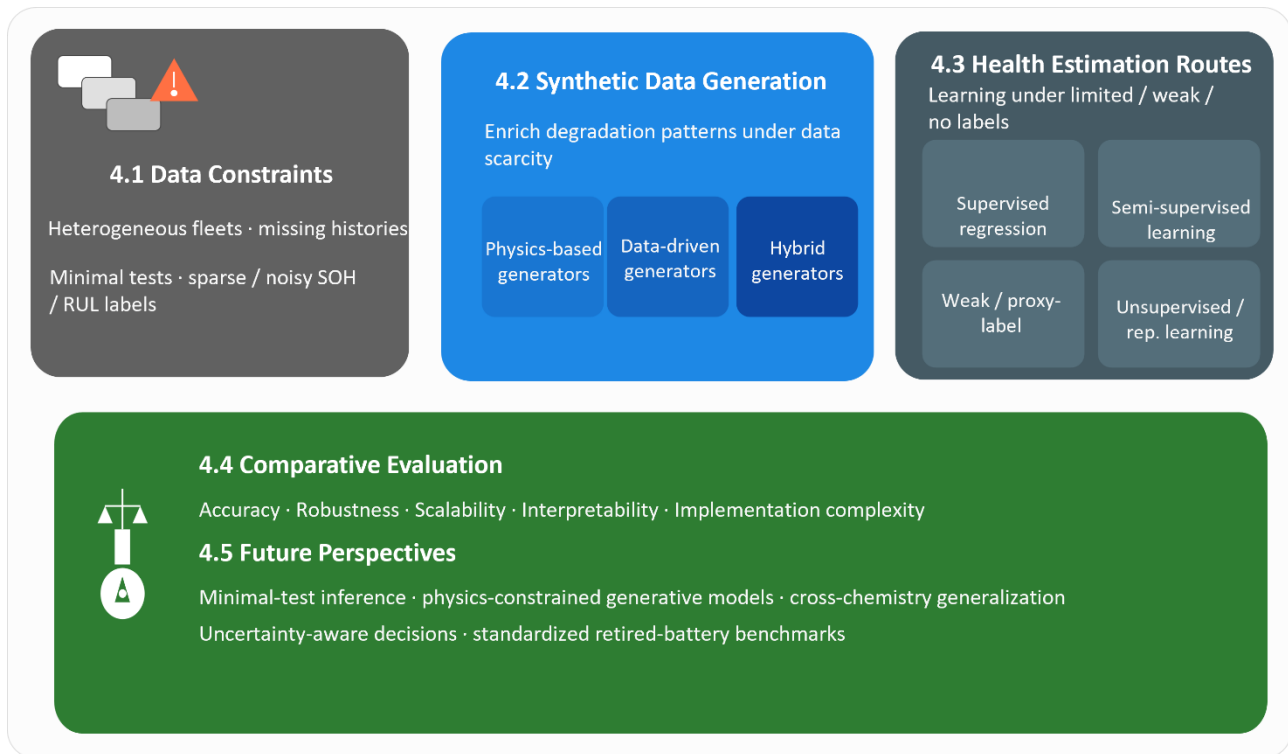 4.1 Data Constraints
Heterogeneous fleets · missing histories
Minimal tests · sparse / noisy SOH
/ RUL labels
4.2 Synthetic Data Generation
Enrich degradation patterns under data
scarcity
Physics-based
generators
Data-driven
generators
Hybrid
generators
4.3 Health Estimation Routes
Learning under limited / weak /
no labels
Supervised
regression
Semi-supervised
learning
Weak / proxy-
label
Unsupervised /
rep. learning
4.4 Comparative Evaluation
Accuracy · Robustness · Scalability · Interpretability · Implementation complexity
4.5 Future Perspectives
Minimal-test inference · physics-constrained generative models · cross-chemistry generalization
Uncertainty-aware decisions · standardized retired-battery benchmarks